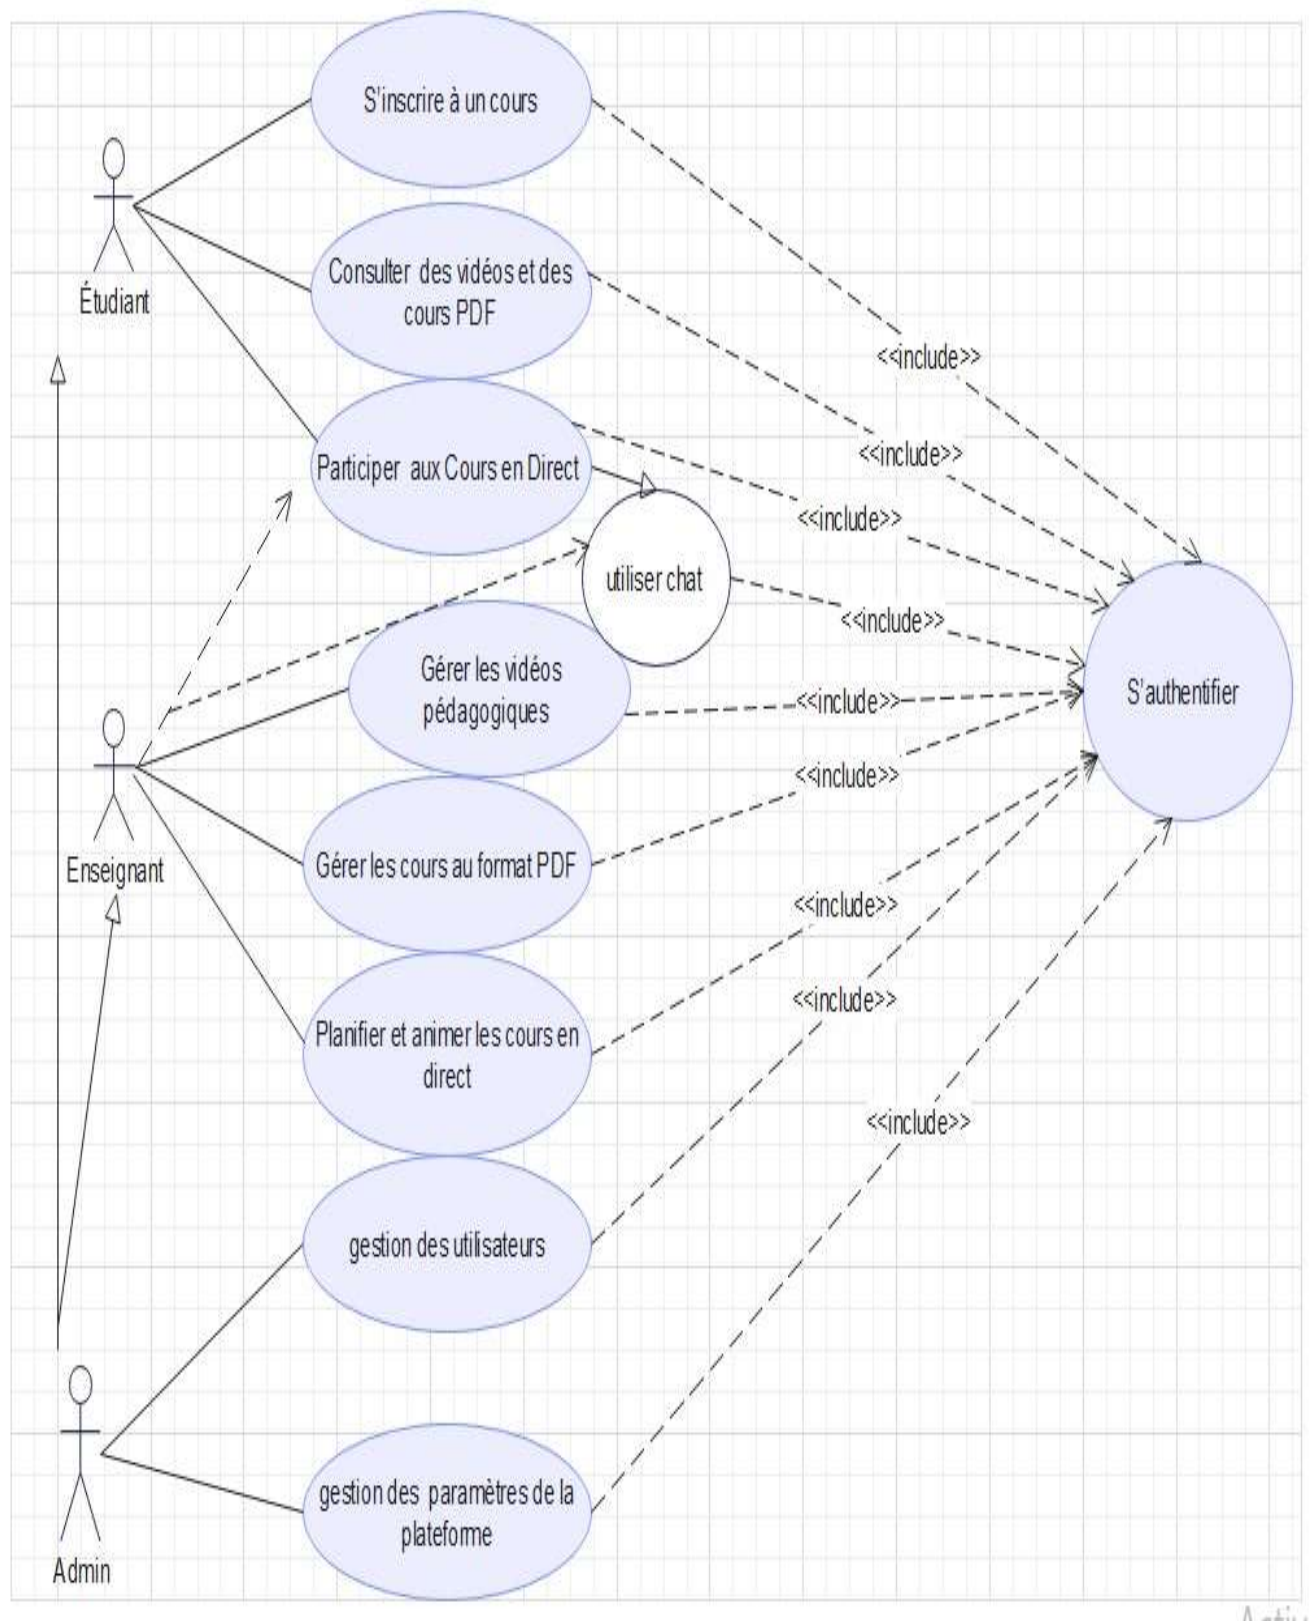 S'inscrire à un cours
Étudiant
Consulter des vidéos et des
cours PDF
<<include>>
<<include>>
Participer aux Cours en Direct
<<include>>
utiliser chat
<<include>>
Gérer les vidéos
pédagogiques
<<include>>
S'authentifier
<<include>>
Enseignant
Gérer les cours au format PDF
<<include>>
<<include>>
Planifier et animer les cours en
direct
<<include>>
gestion des utilisateurs
gestion des paramètres de la
plateforme
Admin